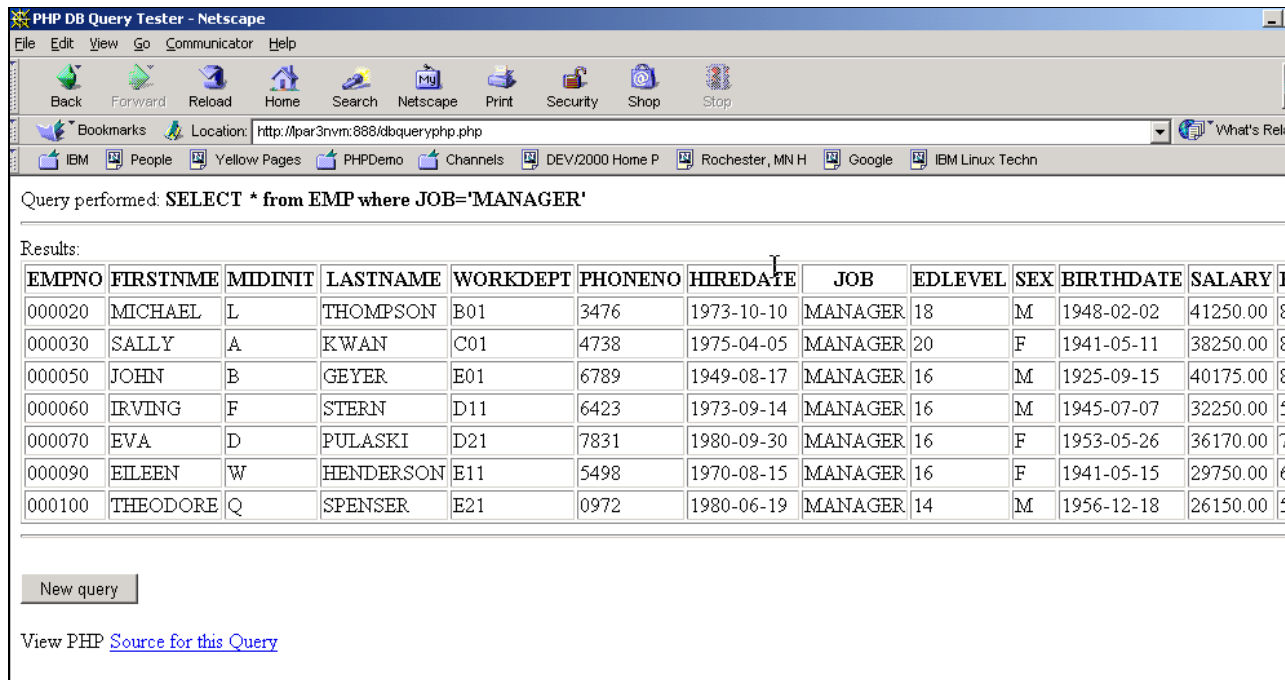 PHP DB Query Tester - Netscape
File Edit View Go Communicator Help
Back Forward Reload Home Search Netscape Print Security Shop Stop
Bookmarks Location: http://lpar3nvm:888/dbqueryphp.php What's Rela
IBM People Yellow Pages PHPDemo Channels DEV/2000 Home P Rochester, MN H Google IBM Linux Techn
Query performed: SELECT * from EMP where JOB='MANAGER'
Results:
EMPNO FIRSTNME MIDINIT LASTNAME WORKDEPT PHONENO HIREDATE JOB EDLEVEL SEX BIRTHDATE SALARY
000020 MICHAEL L THOMPSON B01 3476 1973-10-10 MANAGER 18 M 1948-02-02 41250.00
000030 SALLY A KWAN C01 4738 1975-04-05 MANAGER 20 F 1941-05-11 38250.00
000050 JOHN B GEYER E01 6789 1949-08-17 MANAGER 16 M 1925-09-15 40175.00
000060 IRVING F STERN D11 6423 1973-09-14 MANAGER 16 M 1945-07-07 32250.00
000070 EVA D PULASKI D21 7831 1980-09-30 MANAGER 16 F 1953-05-26 36170.00
000090 EILEEN W HENDERSON E11 5498 1970-08-15 MANAGER 16 F 1941-05-15 29750.00
000100 THEODORE Q SPENSER E21 0972 1980-06-19 MANAGER 14 M 1956-12-18 26150.00
New query
View PHP Source for this Query